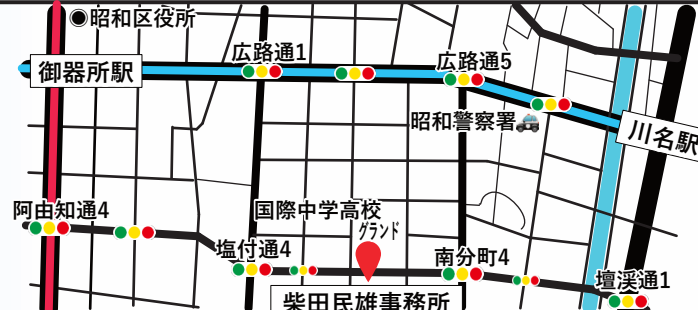 昭和区役所
広路通1
広路通5
御器所駅
昭和警察署
川名駅
阿由知通4
国際中学高校
グランド
塩付通4
南分町4
壇渓通1
柴田民雄事務所